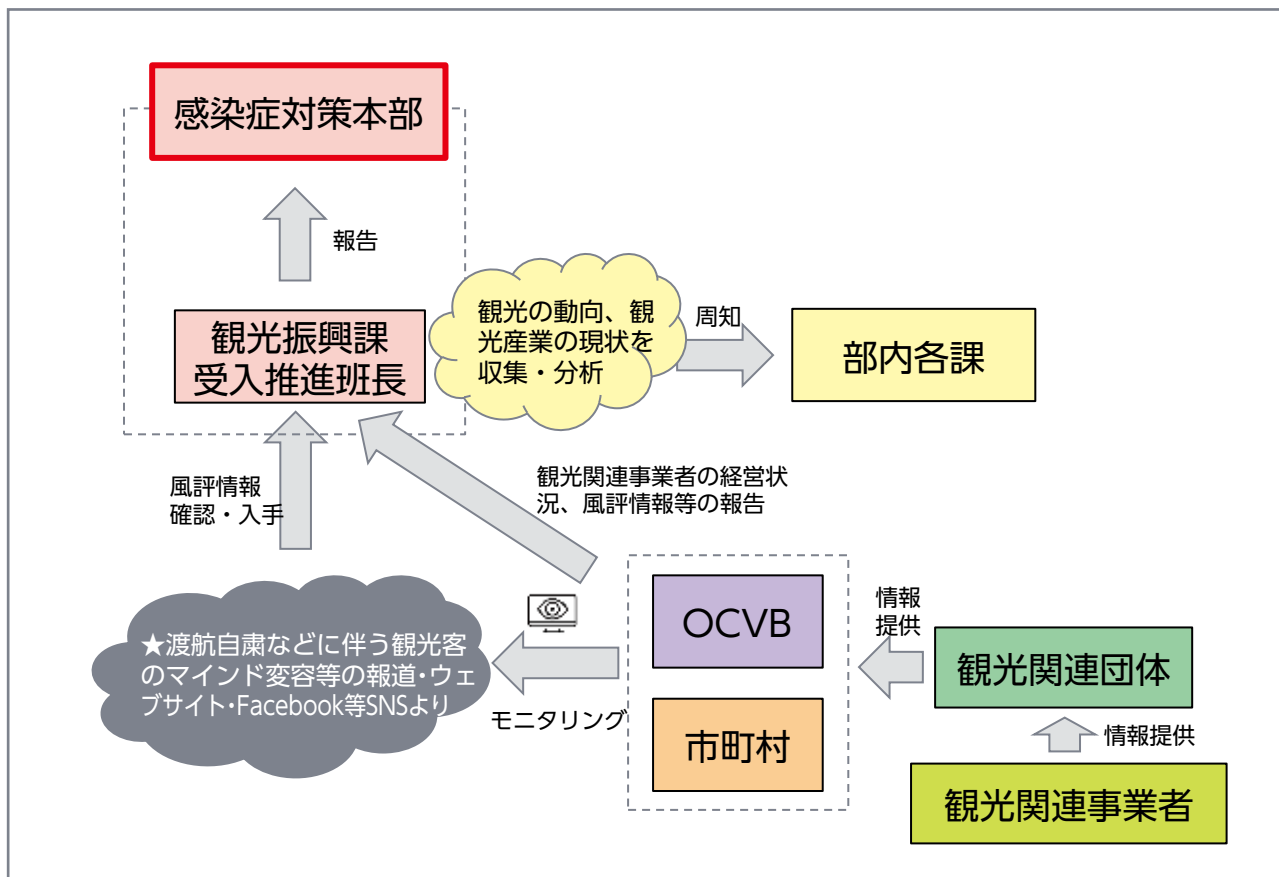 感染症対策本部
報告
観光振興課
受入推進班長
観光の動向、観
光産業の現状を
収集・分析
周知
部内各課
風評情報
確認・入手
観光関連事業者の経営状
況、風評情報等の報告
★渡航自粛などに伴う観光客
のマインド変容等の報道・ウェ
ブサイト・Facebook等SNSより
モニタリング
OCVB
市町村
情報
提供
観光関連団体
情報提供
観光関連事業者